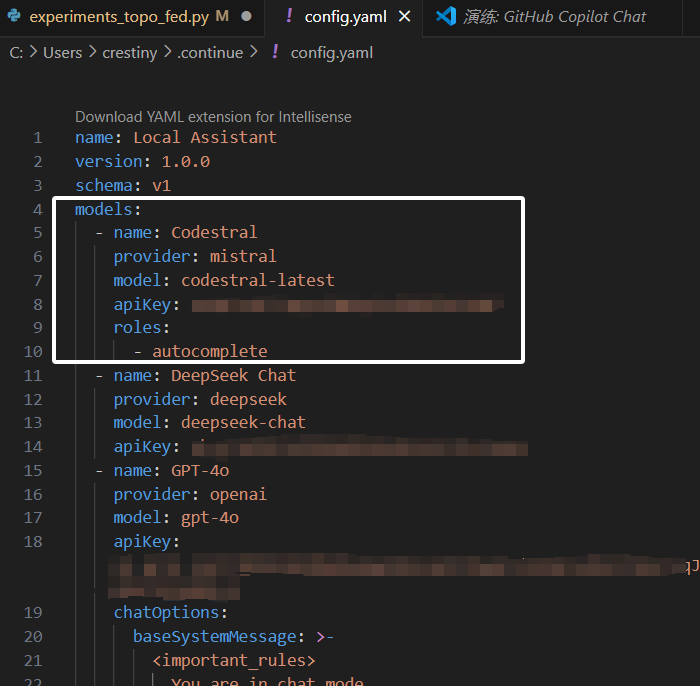 experiments_topo_fed.py M
! config.yaml
演练: GitHub Copilot Chat
C: > Users > crestiny > .continue > ! config.yaml
Download YAML extension for Intellisense
1 name: Local Assistant
2 version: 1.0.0
3 schema: v1
4 models:
5 - name: Codestral
6 provider: mistral
7 model: codestral-latest
8 apiKey:
9 roles:
10 - autocomplete
11 - name: DeepSeek Chat
12 provider: deepseek
13 model: deepseek-chat
14 apiKey:
15 - name: GPT-4o
16 provider: openai
17 model: gpt-4o
18 apiKey:
qJ
19 chatOptions:
20 baseSystemMessage: >-
21 <important_rules>
22 You are in chat mode